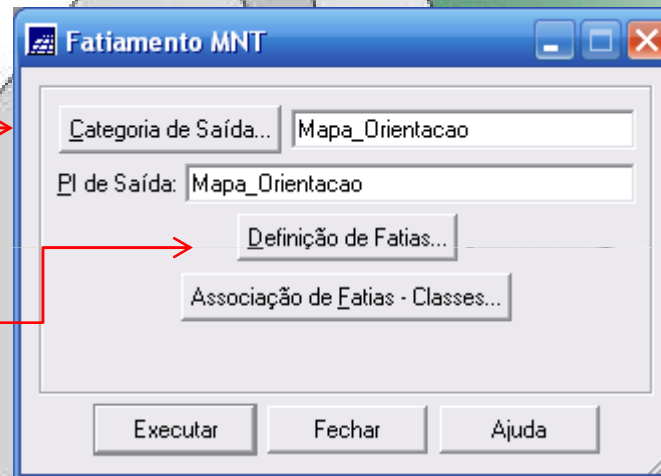 Fatiamento MNT
Categoria de Saída... Mapa_Orientacao
PI de Saída: Mapa_Orientacao
Definição de Fatias...
Associação de Fatias - Classes...
Executar Fechar Ajuda